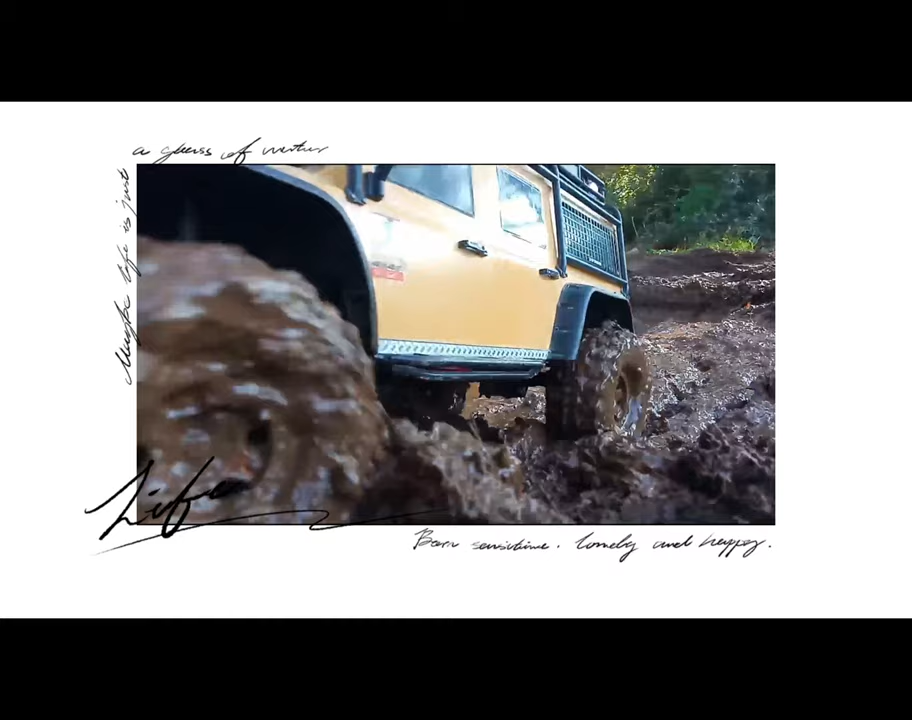 Maybe life is just
a glass of water
Life
Born sensitive. lonely and happy.